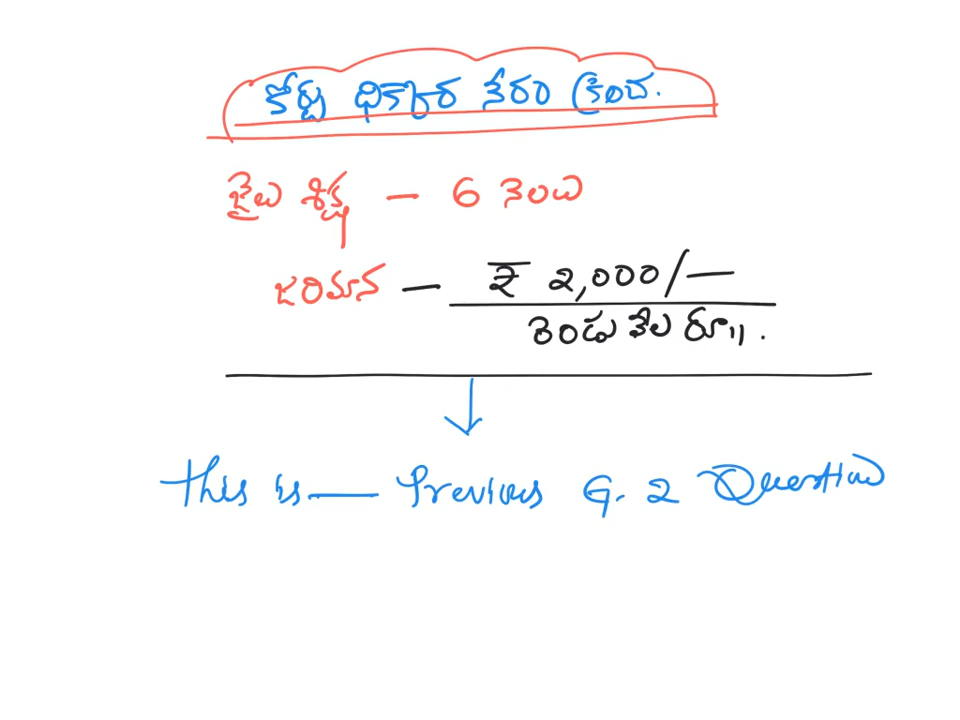 కోర్టు ధిక్కార నేరం క్రింద.
జైలు శిక్ష - 6 నెలలు
జరిమాన - ₹ 2,000/-
రెండు వేల రూ॥.
This is — Previous G. 2 Question